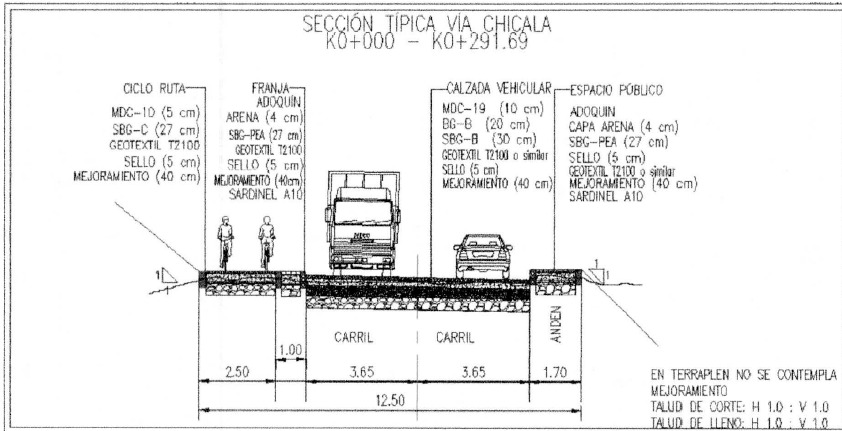 SECCIÓN TÍPICA VÍA CHICALA
K0+000 – K0+291.69
CICLO RUTA
MDC-10 (5 cm)
SBG-C (27 cm)
GEOTEXTIL T2100
SELLO (5 cm)
MEJORAMIENTO (40 cm)
FRANJA
ADOQUÍN
ARENA (4 cm)
SBG-PEA (27 cm)
GEOTEXTIL T2100
SELLO (5 cm)
MEJORAMIENTO (40cm)
SARDINEL A10
CALZADA VEHICULAR
MDC-19 (10 cm)
BG-B (20 cm)
SBG-B (30 cm)
GEOTEXTIL T2100 o similar
SELLO (5 cm)
MEJORAMIENTO (40 cm)
ESPACIO PÚBLICO
ADOQUIN
CAPA ARENA (4 cm)
SBG-PEA (27 cm)
SELLO (5 cm)
GEOTEXTIL T2100 o similar
MEJORAMIENTO (40 cm)
SARDINEL A10
1
1
1
1
CARRIL
CARRIL
ANDEN
1.00
2.50
3.65
3.65
1.70
12.50
EN TERRAPLEN NO SE CONTEMPLA
MEJORAMIENTO
TALUD DE CORTE: H 1.0 : V 1.0
TALUD DE LLENO: H 1.0 : V 1.0